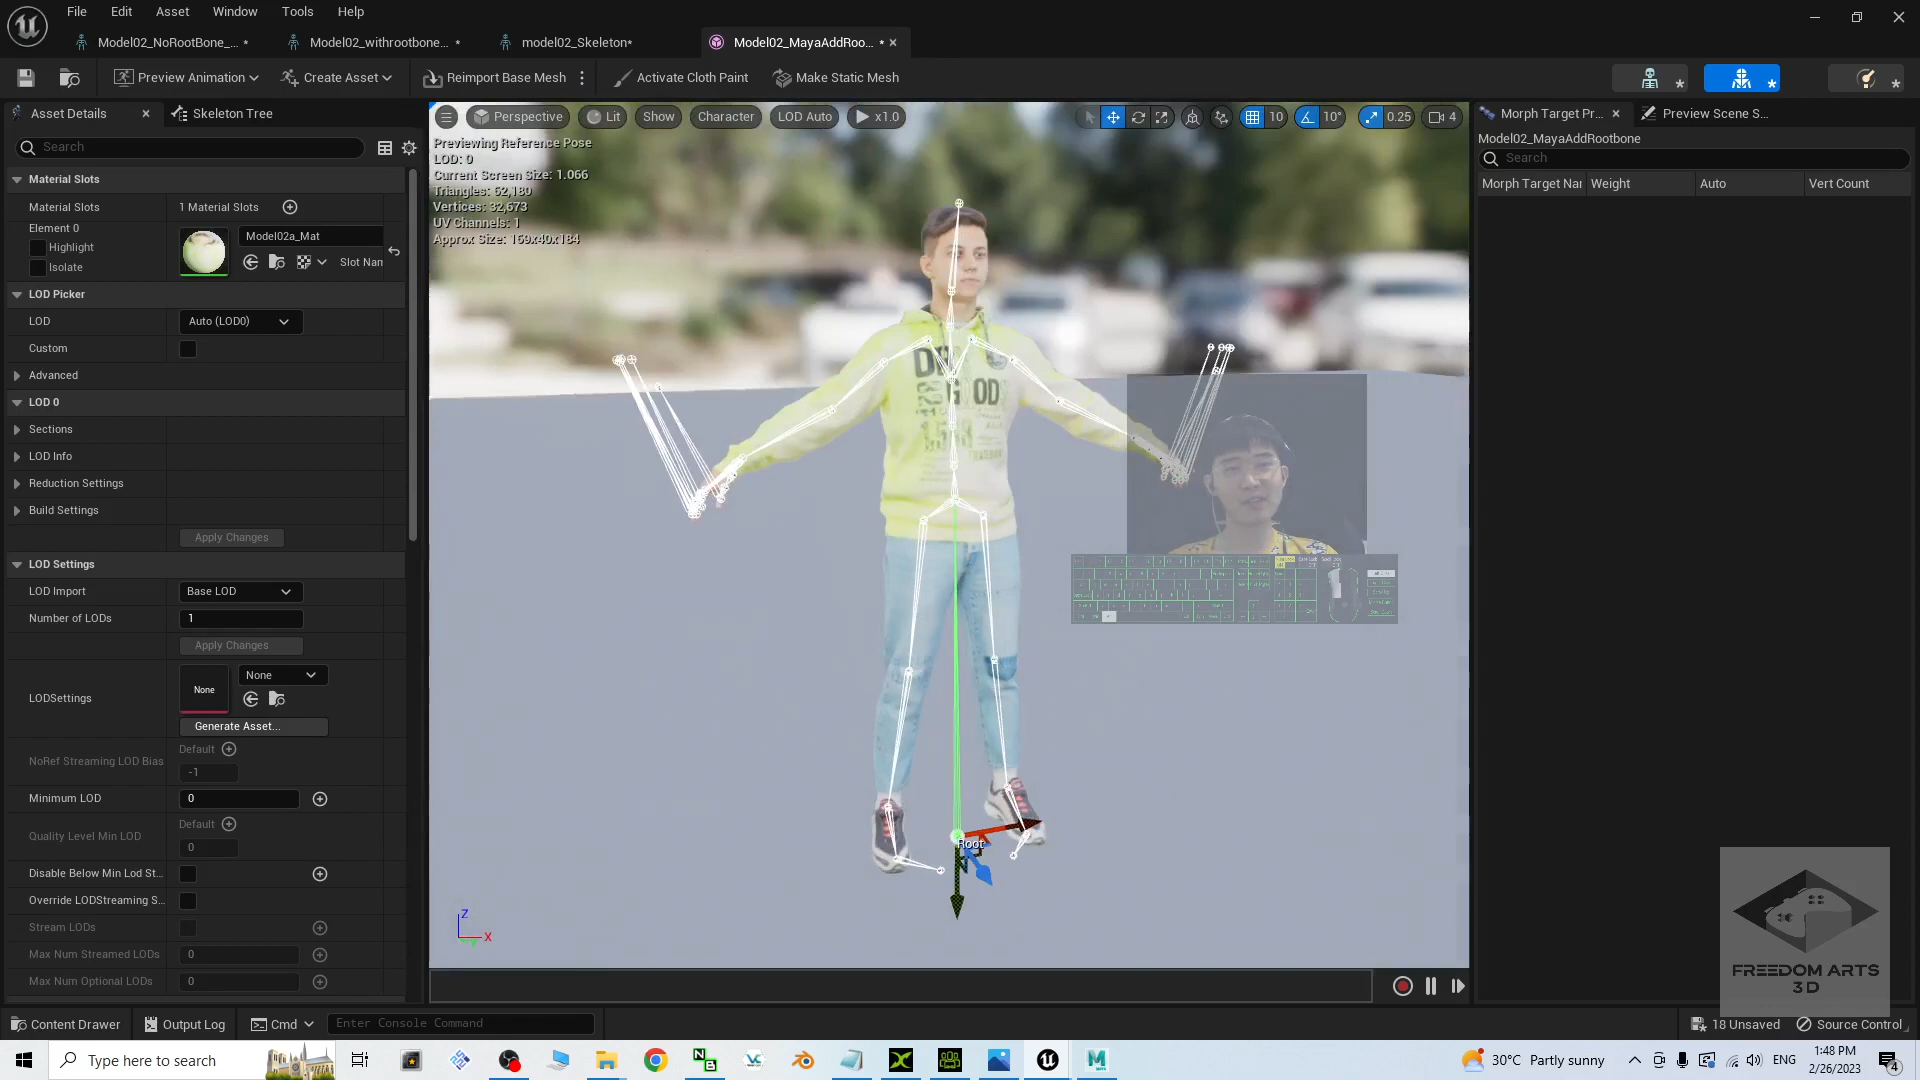 File Edit Asset Window Tools Help
Model02_NoRootBone_... * Model02_withrootbone... * model02_Skeleton* Model02_MayaAddRoo... *
Preview Animation Create Asset Reimport Base Mesh Activate Cloth Paint Make Static Mesh
Asset Details Skeleton Tree
Search
Material Slots
Material Slots 1 Material Slots
Element 0
Highlight
Isolate
Model02a_Mat
Slot Nan
LOD Picker
LOD Auto (LOD0)
Custom
Advanced
LOD 0
Sections
LOD Info
Reduction Settings
Build Settings
Apply Changes
LOD Settings
LOD Import Base LOD
Number of LODs 1
Apply Changes
LODSettings None None
Generate Asset...
NoRef Streaming LOD Bias Default
-1
Minimum LOD 0
Quality Level Min LOD Default
0
Disable Below Min Lod St...
Override LODStreaming S...
Stream LODs
Max Num Streamed LODs 0
Max Num Optional LODs 0
Perspective Lit Show Character LOD Auto x1.0 10 10° 0.25 4
Previewing Reference Pose
LOD: 0
Current Screen Size: 1.066
Triangles: 62,180
Vertices: 32,673
UV Channels: 1
Approx Size: 169x40x184
Root
Z
X
Morph Target Pr... Preview Scene S...
Model02_MayaAddRootbone
Search
Morph Target Nar Weight Auto Vert Count
FREEDOM ARTS
3D
Content Drawer Output Log Cmd Enter Console Command 18 Unsaved Source Control
Type here to search
30°C Partly sunny ENG 1:48 PM
2/26/2023
4